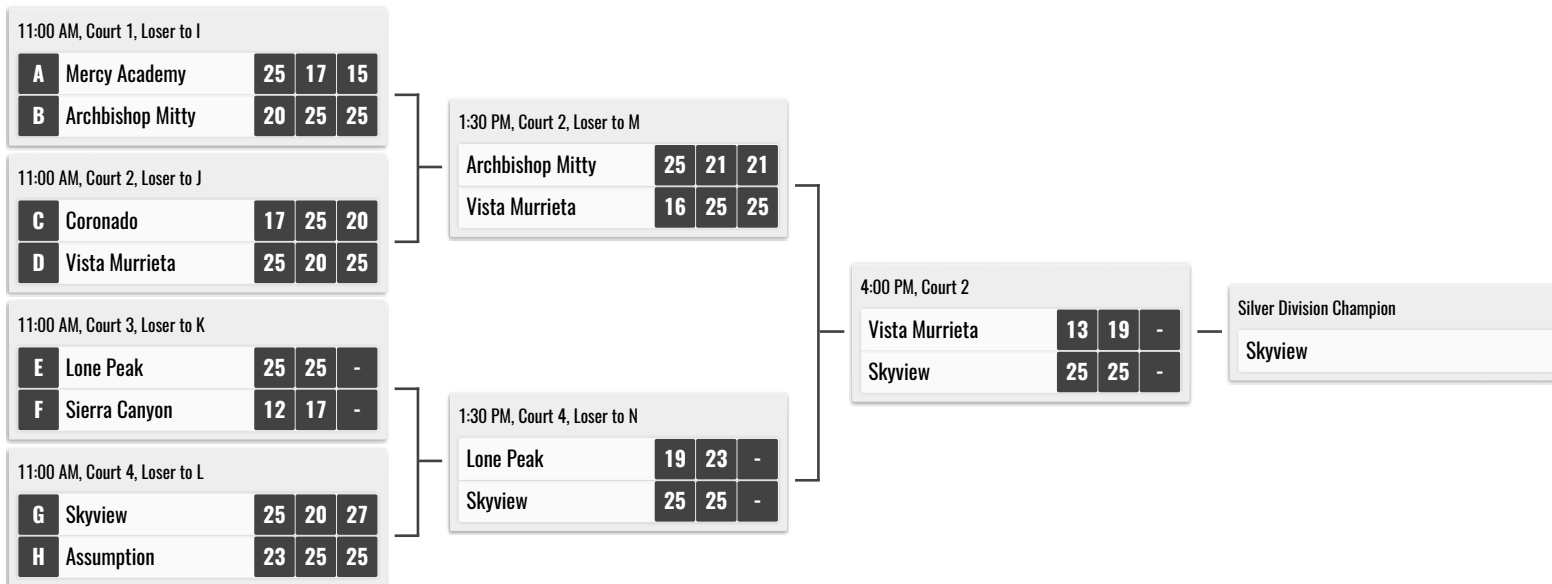 11:00 AM, Court 1, Loser to I
A Mercy Academy 25 17 15
B Archbishop Mitty 20 25 25
11:00 AM, Court 2, Loser to J
C Coronado 17 25 20
D Vista Murrieta 25 20 25
11:00 AM, Court 3, Loser to K
E Lone Peak 25 25 -
F Sierra Canyon 12 17 -
11:00 AM, Court 4, Loser to L
G Skyview 25 20 27
H Assumption 23 25 25
1:30 PM, Court 2, Loser to M
Archbishop Mitty 25 21 21
Vista Murrieta 16 25 25
1:30 PM, Court 4, Loser to N
Lone Peak 19 23 -
Skyview 25 25 -
4:00 PM, Court 2
Vista Murrieta 13 19 -
Skyview 25 25 -
Silver Division Champion
Skyview